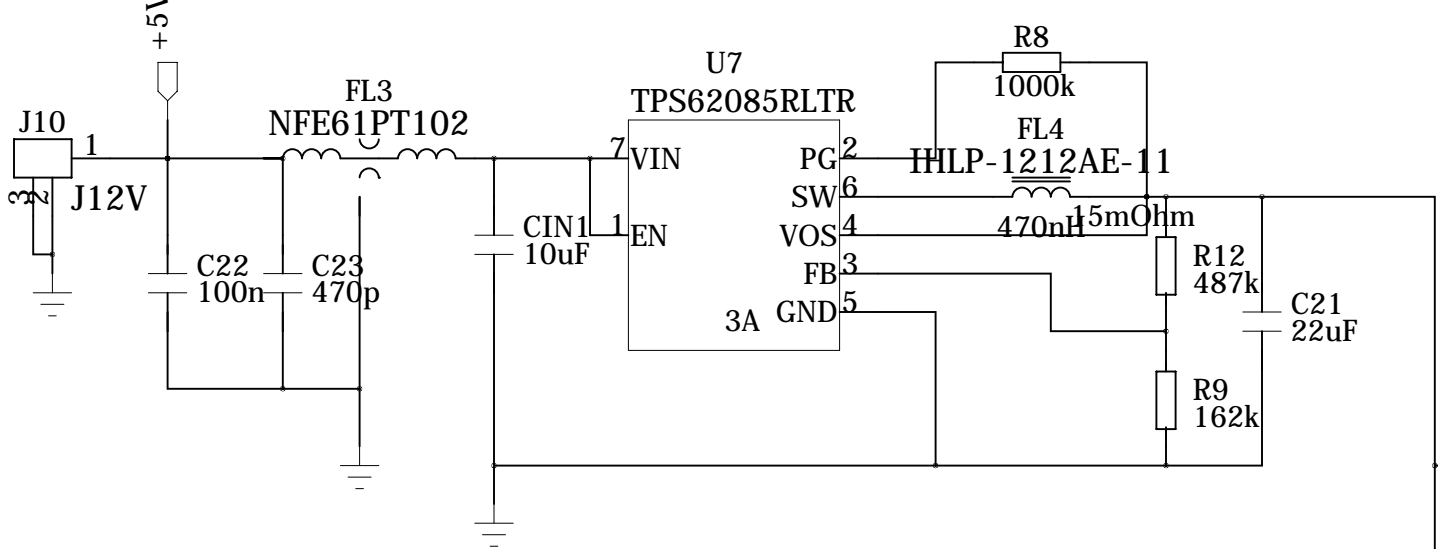 +5V
J10
1
3
2
J12V
FL3
NFE61PT102
C22
100n
C23
470p
CIN1
10uF
U7
TPS62085RLTR
7
VIN
1
EN
PG
2
SW
6
VOS
4
FB
3
GND
5
3A
R8
1000k
FL4
IHLP-1212AE-11
470nH
15mOhm
R12
487k
C21
22uF
R9
162k